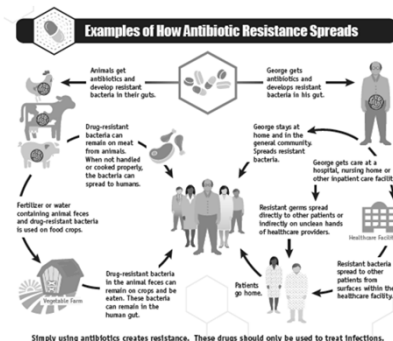 Examples of How Antibiotic Resistance Spreads
Animals get
antibiotics and
develop resistant
bacteria in their guts.
George gets
antibiotics and
develops resistant
bacteria in his gut.
Drug-resistant
bacteria can
remain on meat
from animals.
When not handled
or cooked properly,
the bacteria can
spread to humans.
George stays at
home and in the
general community.
Spreads resistant
bacteria.
George gets care at a
hospital, nursing home or
other inpatient care facilit
Fertilizer or water
containing animal feces
and drug-resistant bacteria
is used on food crops.
Resistant germs spread
directly to other patients or
indirectly on unclean hands
of healthcare providers.
Healthcare Facilit
Drug-resistant bacteria
in the animal feces can
remain on crops and be
eaten. These bacteria
can remain in the
human gut.
Vegetable Farm
Patients
go home.
Resistant bacteria
spread to other
patients from
surfaces within the
healthcare facility.
Simply using antibiotics creates resistance. These drugs should only be used to treat infections.